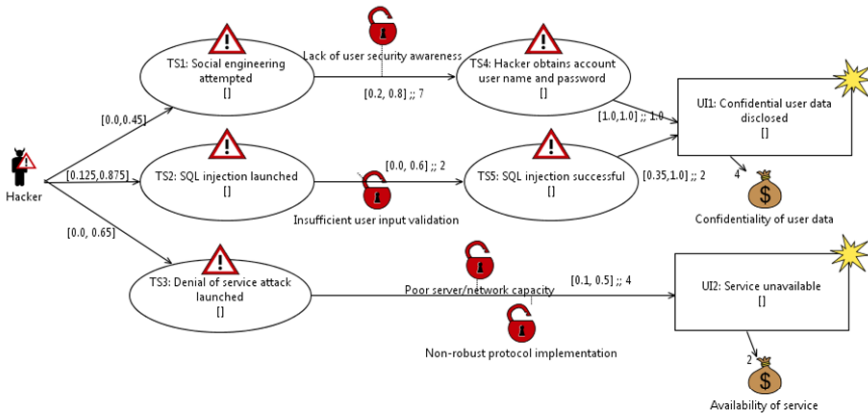 Lack of user security awareness
TS1: Social engineering
attempted
[]
TS4: Hacker obtains account
user name and password
[]
[0.2, 0.8] ;; 7
UI1: Confidential user data
disclosed
[]
[0.0,0.45]
[1.0,1.0] ;; 1.0
Hacker
[0.125,0.875]
TS2: SQL injection launched
[]
[0.0, 0.6] ;; 2
TS5: SQL injection successful
[]
[0.35,1.0] ;; 2
4
Insufficient user input validation
Confidentiality of user data
[0.0, 0.65]
TS3: Denial of service attack
launched
[]
Poor server/network capacity
[0.1, 0.5] ;; 4
UI2: Service unavailable
[]
Non-robust protocol implementation
2
Availability of service